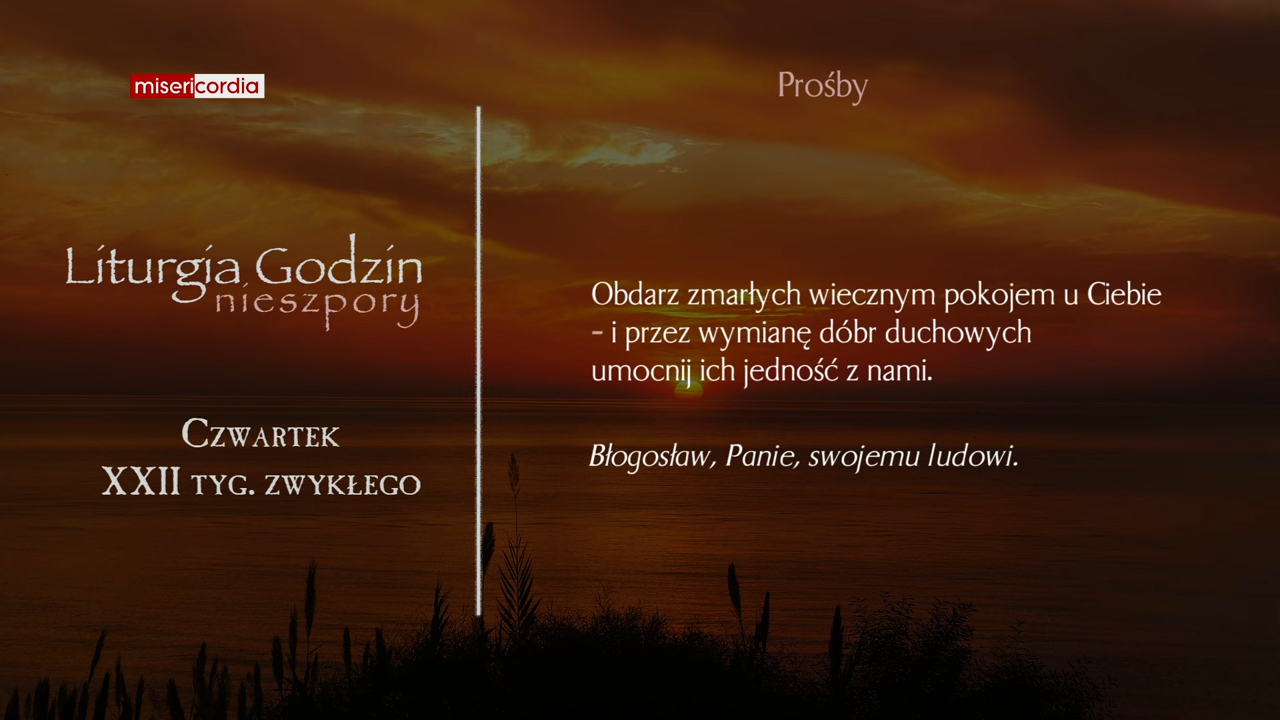 misericordia
Liturgia Godzin
nieszpory
Czwartek
XXII tyg. zwykłego
Prośby
Obdarz zmarłych wiecznym pokojem u Ciebie
- i przez wymianę dóbr duchowych
umocnij ich jedność z nami.
Błogosław, Panie, swojemu ludowi.